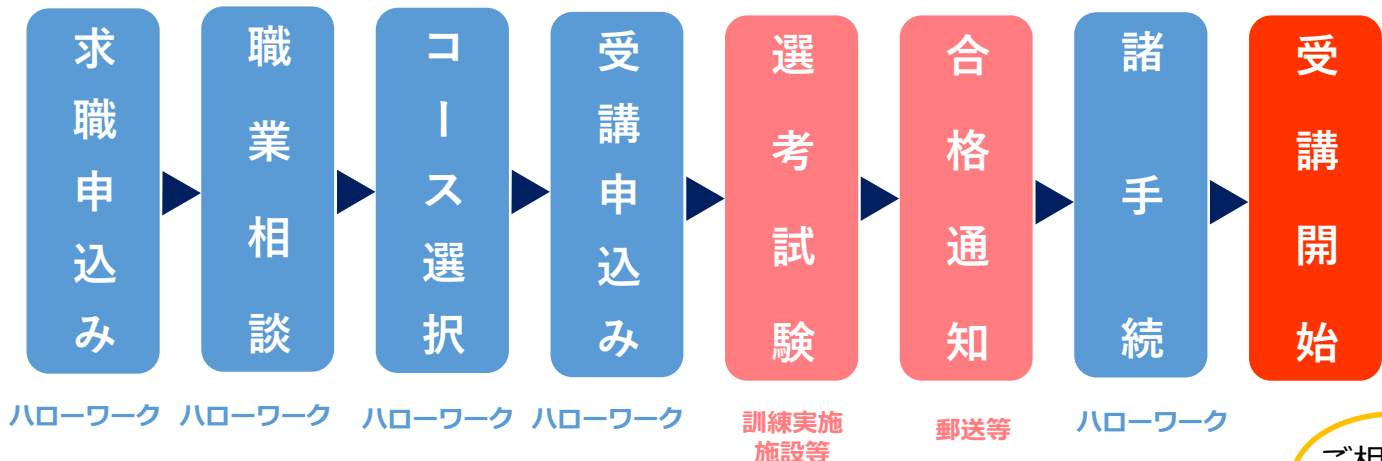 求職申込み
職業相談
コース選択
受講申込み
選考試験
合格通知
諸手続
受講開始
ハローワーク
ハローワーク
ハローワーク
ハローワーク
訓練実施
施設等
郵送等
ハローワーク
ご相